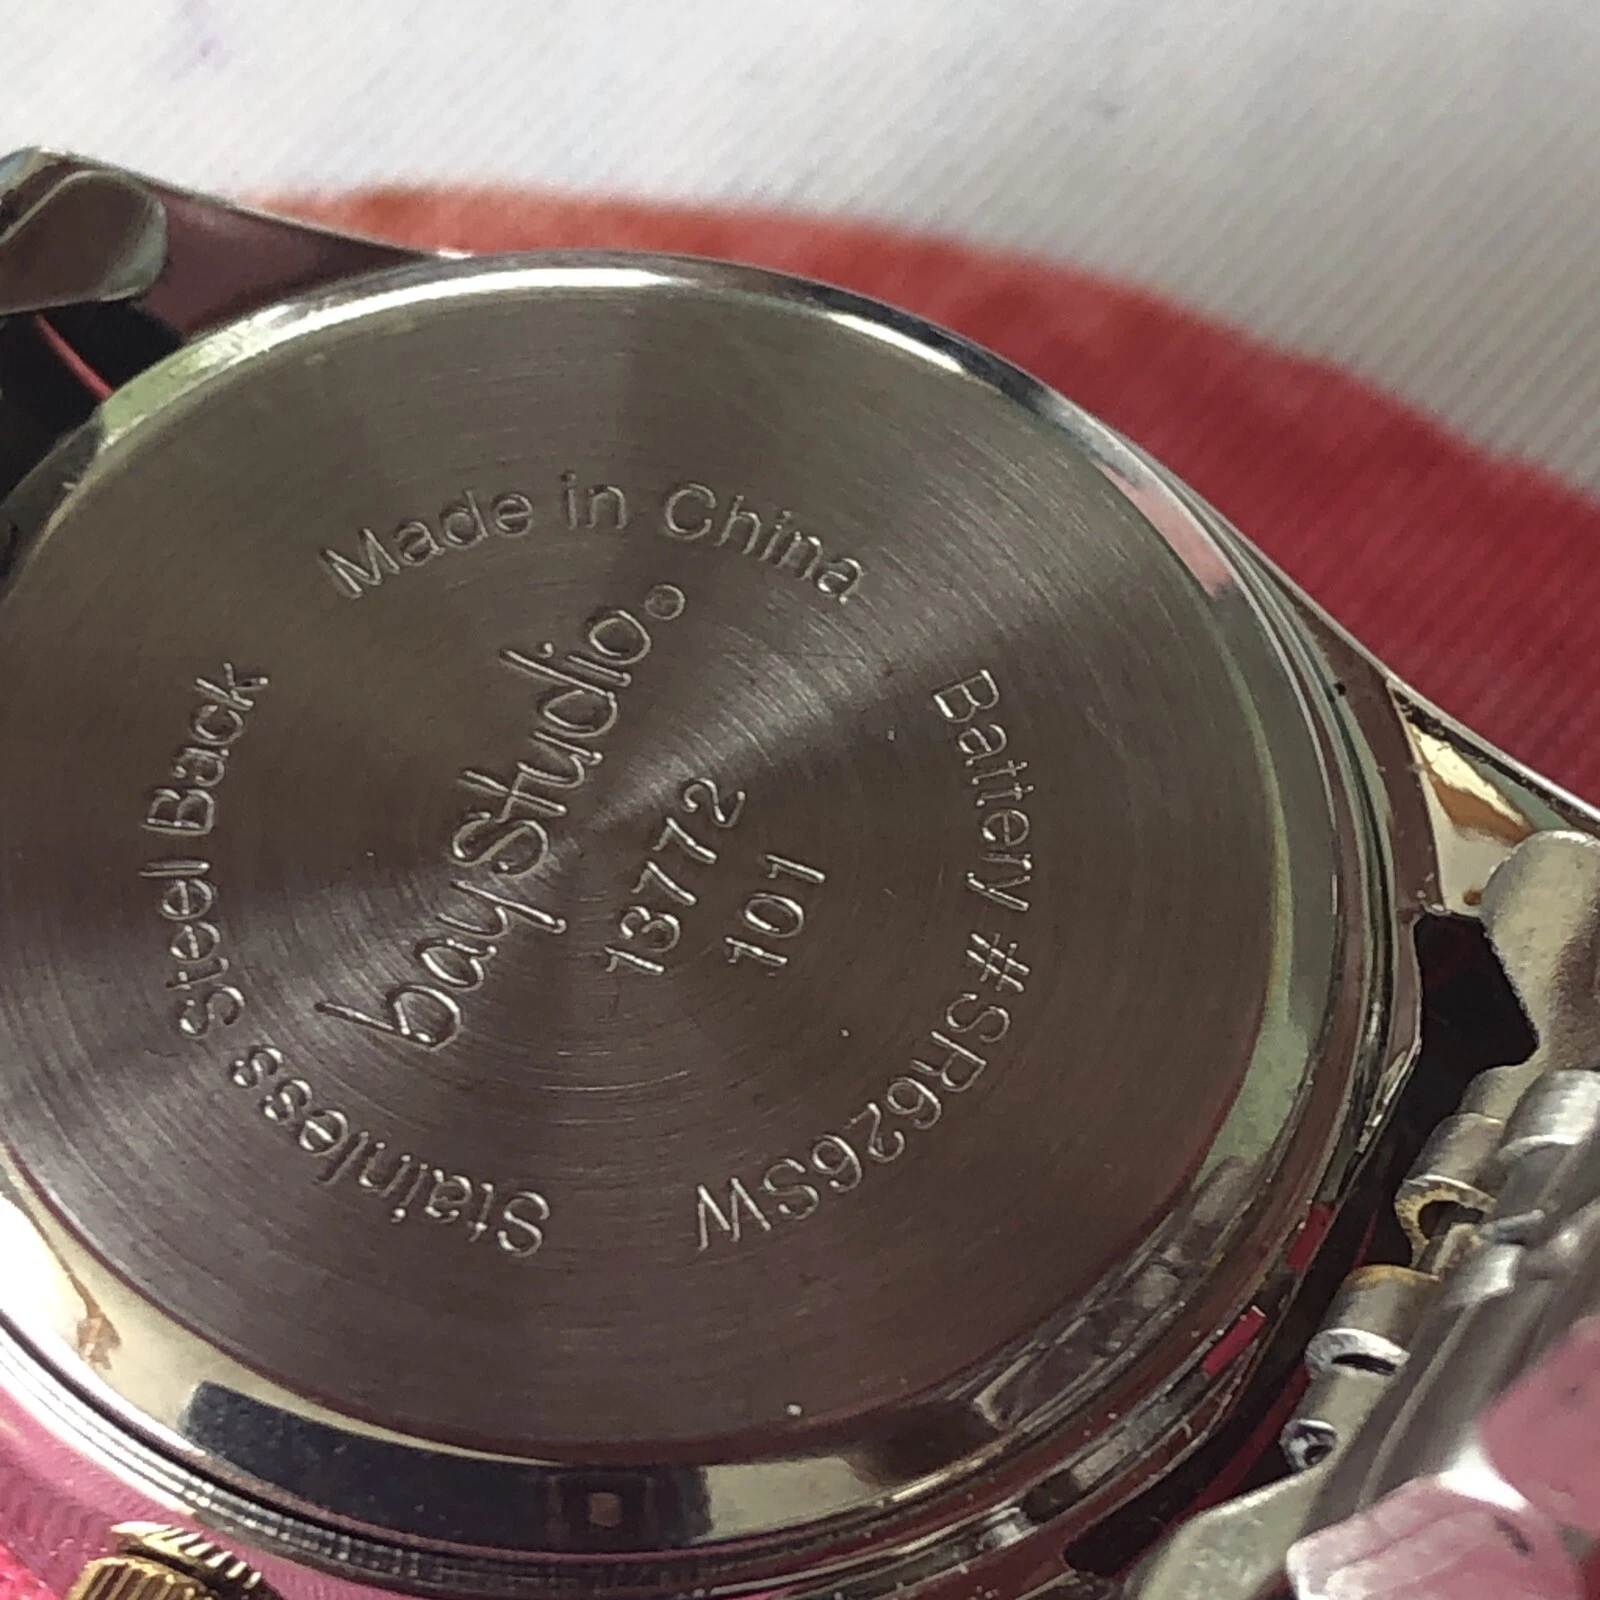 Made in China
bayStudio®
13772
101
Battery #SR626SW
Stainless Steel Back